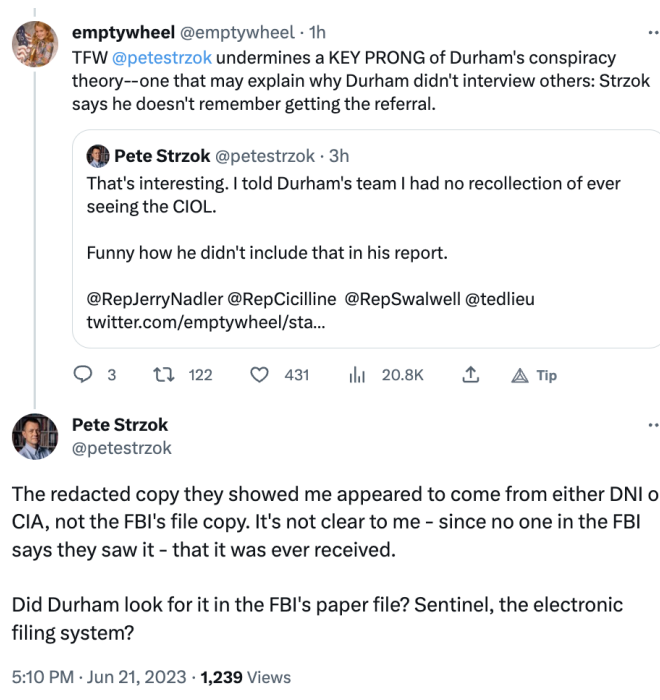 emptywheel @emptywheel · 1h
TFW @petestrzok undermines a KEY PRONG of Durham's conspiracy
theory--one that may explain why Durham didn't interview others: Strzok
says he doesn't remember getting the referral.
Pete Strzok @petestrzok · 3h
That's interesting. I told Durham's team I had no recollection of ever
seeing the CIOL.
Funny how he didn't include that in his report.
@RepJerryNadler @RepCicilline @RepSwalwell @tedlieu
twitter.com/emptywheel/sta...
3 122 431 20.8K Tip
Pete Strzok
@petestrzok
The redacted copy they showed me appeared to come from either DNI o
CIA, not the FBI's file copy. It's not clear to me - since no one in the FBI
says they saw it - that it was ever received.
Did Durham look for it in the FBI's paper file? Sentinel, the electronic
filing system?
5:10 PM · Jun 21, 2023 · 1,239 Views